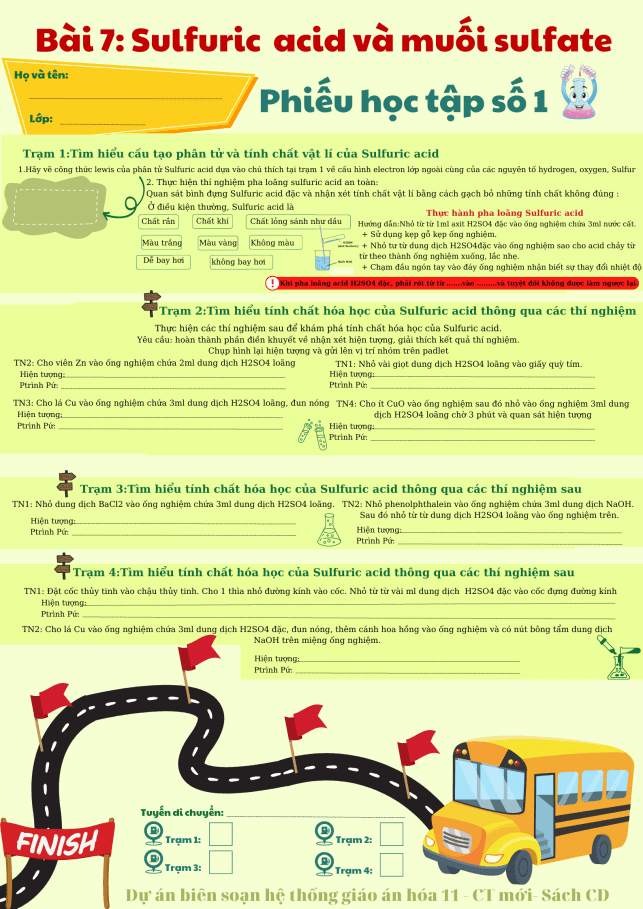 Bài 7: Sulfuric acid và muối sulfate
Họ và tên:
Lớp:
Phiếu học tập số 1
Trạm 1:Tìm hiểu cấu tạo phân tử và tính chất vật lí của Sulfuric acid
1.Hãy vẽ công thức lewis của phân tử Sulfuric acid dựa vào chú thích tại trạm 1 về cấu hình electron lớp ngoài cùng của các nguyên tố hydrogen, oxygen, Sulfur
2. Thực hiện thí nghiệm pha loãng sulfuric acid an toàn:
Quan sát bình đựng Sulfuric acid đặc và nhận xét tính chất vật lí bằng cách gạch bỏ những tính chất không đúng :
Ở điều kiện thường, Sulfuric acid là
Chất rắn
Chất khí
Chất lỏng sánh như dầu
Màu trắng
Màu vàng
Không màu
Dễ bay hơi
không bay hơi
Thực hành pha loãng Sulfuric acid
Hướng dẫn:Nhỏ từ từ 1ml axit H2SO4 đặc vào ống nghiệm chứa 3ml nước cất.
+ Sử dụng kẹp gỗ kẹp ống nghiệm.
+ Nhỏ từ từ dung dịch H2SO4đặc vào ống nghiệm sao cho acid chảy từ
từ theo thành ống nghiệm xuống, lắc nhẹ.
+ Chạm đầu ngón tay vào đáy ống nghiệm nhận biết sự thay đổi nhiệt độ
! Khi pha loãng acid H2SO4 đặc, phải rót từ từ .......vào .........và tuyệt đối không được làm ngược lại.
Trạm 2:Tìm hiểu tính chất hóa học của Sulfuric acid thông qua các thí nghiệm
Thực hiện các thí nghiệm sau để khám phá tính chất hóa học của Sulfuric acid.
Yêu cầu: hoàn thành phần điền khuyết về nhận xét hiện tượng, giải thích kết quả thí nghiệm.
Chụp hình lại hiện tượng và gửi lên vị trí nhóm trên padlet
TN2: Cho viên Zn vào ống nghiệm chứa 2ml dung dịch H2SO4 loãng
Hiện tượng:
Ptrình Pứ:
TN1: Nhỏ vài giọt dung dịch H2SO4 loãng vào giấy quỳ tím.
Hiện tượng:
Ptrình Pứ:
TN3: Cho lá Cu vào ống nghiệm chứa 3ml dung dịch H2SO4 loãng, đun nóng
Hiện tượng:
Ptrình Pứ:
TN4: Cho ít CuO vào ống nghiệm sau đó nhỏ vào ống nghiệm 3ml dung
dịch H2SO4 loãng chờ 3 phút và quan sát hiện tượng
Hiện tượng:
Ptrình Pứ:
Trạm 3:Tìm hiểu tính chất hóa học của Sulfuric acid thông qua các thí nghiệm sau
TN1: Nhỏ dung dịch BaCl2 vào ống nghiệm chứa 3ml dung dịch H2SO4 loãng.
Hiện tượng:
Ptrình Pứ:
TN2: Nhỏ phenolphthalein vào ống nghiệm chứa 3ml dung dịch NaOH.
Sau đó nhỏ từ từ dung dịch H2SO4 loãng vào ống nghiệm trên.
Hiện tượng:
Ptrình Pứ:
Trạm 4:Tìm hiểu tính chất hóa học của Sulfuric acid thông qua các thí nghiệm sau
TN1: Đặt cốc thủy tinh vào chậu thủy tinh. Cho 1 thìa nhỏ đường kính vào cốc. Nhỏ từ từ vài ml dung dịch H2SO4 đặc vào cốc đựng đường kính
Hiện tượng:
Ptrình Pứ:
TN2: Cho lá Cu vào ống nghiệm chứa 3ml dung dịch H2SO4 đặc, đun nóng, thêm cánh hoa hồng vào ống nghiệm và có nút bông tẩm dung dịch
NaOH trên miệng ống nghiệm.
Hiện tượng:
Ptrình Pứ:
FINISH
Tuyến di chuyển:
Trạm 1:
Trạm 2:
Trạm 3:
Trạm 4:
Dự án biên soạn hệ thống giáo án hóa 11 - CT mới- Sách CD